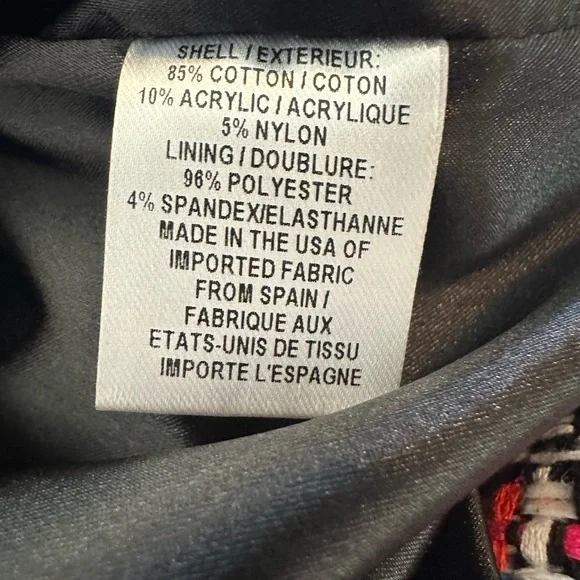 SHELL / EXTERIEUR:
85% COTTON / COTON
10% ACRYLIC / ACRYLIQUE
5% NYLON
LINING / DOUBLURE:
96% POLYESTER
4% SPANDEX/ELASTHANNE
MADE IN THE USA OF
IMPORTED FABRIC
FROM SPAIN /
FABRIQUE AUX
ETATS-UNIS DE TISSU
IMPORTE L'ESPAGNE